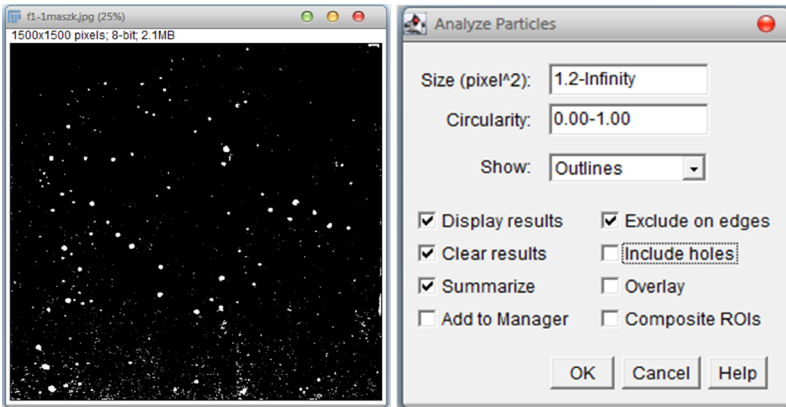 f1-1maszk.jpg (25%)
1500x1500 pixels; 8-bit; 2.1MB
Analyze Particles
Size (pixel^2): 1.2-Infinity
Circularity: 0.00-1.00
Show: Outlines
Display results Exclude on edges
Clear results Include holes
Summarize Overlay
Add to Manager Composite ROIs
OK Cancel Help